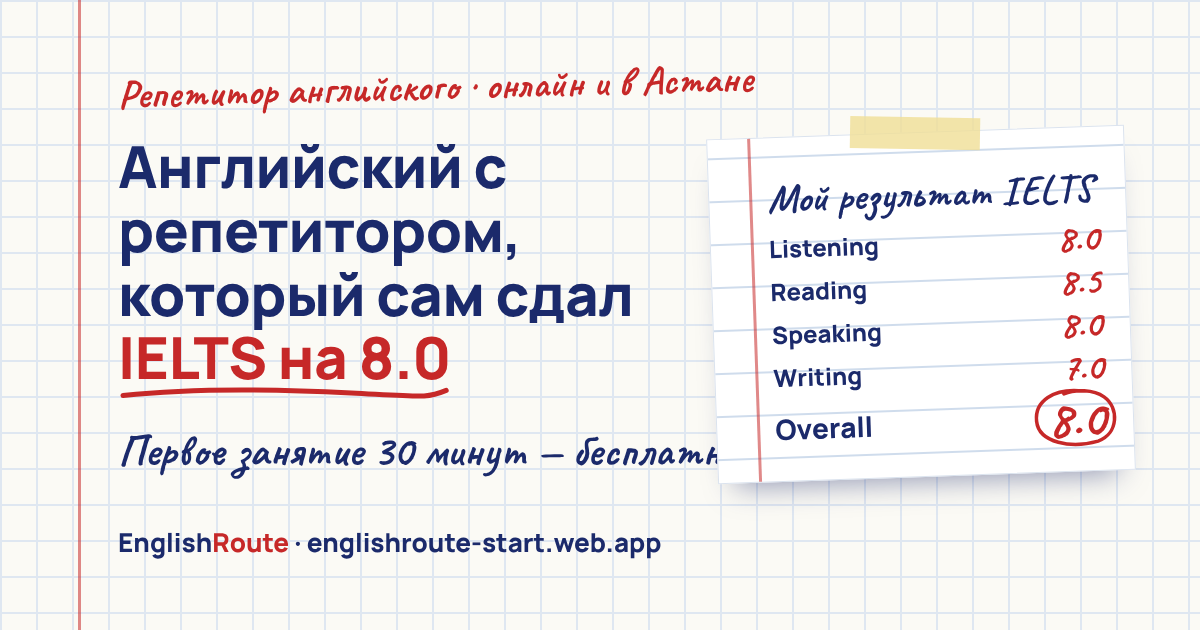 Репетитор английского · онлайн и в Астане
Английский с
репетитором,
который сам сдал
IELTS на 8.0
Первое занятие 30 минут —
EnglishRoute · englishroute-start.web.app
Мой результат IELTS
Listening 8.0
Reading 8.5
Speaking 8.0
Writing 7.0
Overall 8.0